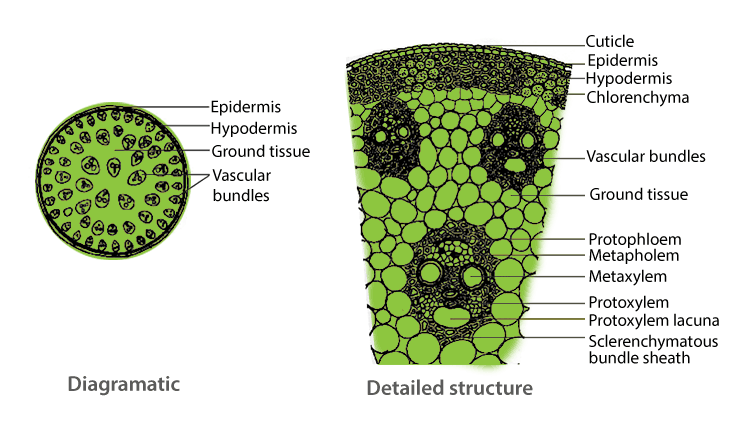 Epidermis
Hypodermis
Ground tissue
Vascular
bundles
Diagramatic
Cuticle
Epidermis
Hypodermis
Chlorenchyma
Vascular bundles
Ground tissue
Protophloem
Metapholem
Metaxylem
Protoxylem
Protoxylem lacuna
Sclerenchymatous
bundle sheath
Detailed structure